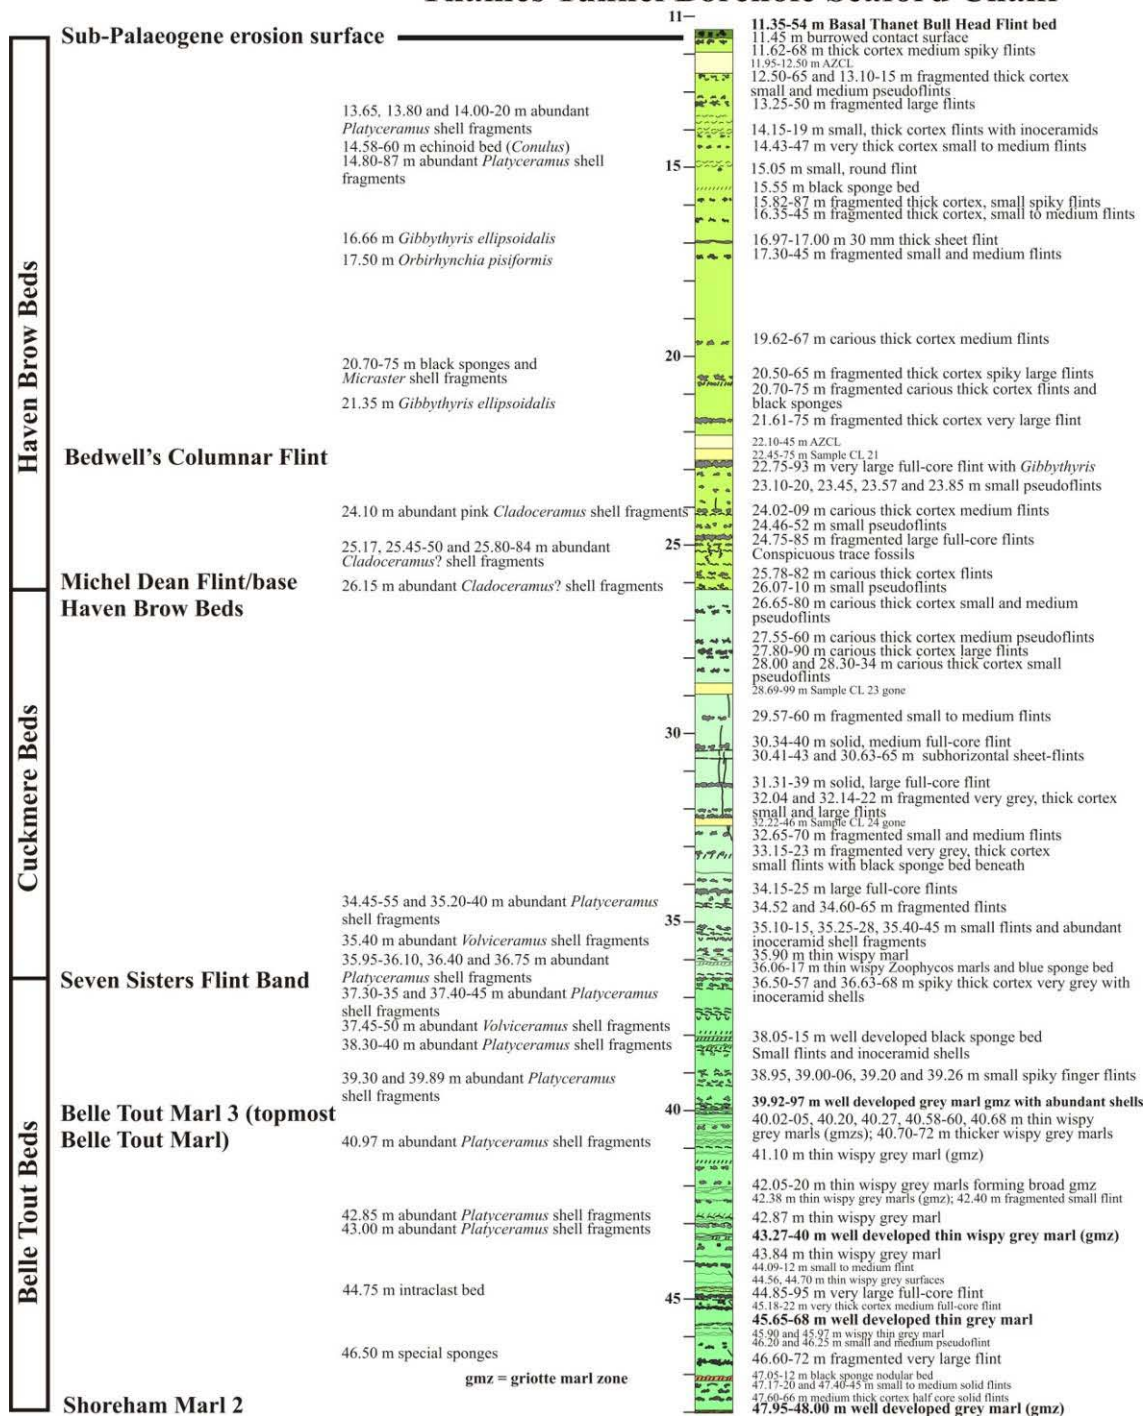 Sub-Palaeogene erosion surface
Haven Brow Beds
Bedwell's Columnar Flint
Michel Dean Flint/base
Haven Brow Beds
Cuckmere Beds
Seven Sisters Flint Band
Belle Tout Beds
Belle Tout Marl 3 (topmost
Belle Tout Marl)
Shoreham Marl 2
13.65, 13.80 and 14.00-20 m abundant
Platyceramus shell fragments
14.58-60 m echinoid bed (Conulus)
14.80-87 m abundant Platyceramus shell
fragments
16.66 m Gibbythyris ellipsoidalis
17.50 m Orbirhynchia pisiformis
20.70-75 m black sponges and
Micraster shell fragments
21.35 m Gibbythyris ellipsoidalis
24.10 m abundant pink Cladoceramus shell fragments
25.17, 25.45-50 and 25.80-84 m abundant
Cladoceramus? shell fragments
26.15 m abundant Cladoceramus? shell fragments
34.45-55 and 35.20-40 m abundant Platyceramus
shell fragments
35.40 m abundant Volviceramus shell fragments
35.95-36.10, 36.40 and 36.75 m abundant
Platyceramus shell fragments
37.30-35 and 37.40-45 m abundant Platyceramus
shell fragments
37.45-50 m abundant Volviceramus shell fragments
38.30-40 m abundant Platyceramus shell fragments
39.30 and 39.89 m abundant Platyceramus
shell fragments
40.97 m abundant Platyceramus shell fragments
42.85 m abundant Platyceramus shell fragments
43.00 m abundant Platyceramus shell fragments
44.75 m intraclast bed
46.50 m special sponges
gmz = griotte marl zone
11
15
20
25
30
35
40
45
11.35-54 m Basal Thanet Bull Head Flint bed
11.45 m burrowed contact surface
11.62-68 m thick cortex medium spiky flints
11.95-12.50 m AZCL
12.50-65 and 13.10-15 m fragmented thick cortex
small and medium pseudoflints
13.25-50 m fragmented large flints
14.15-19 m small, thick cortex flints with inoceramids
14.43-47 m very thick cortex small to medium flints
15.05 m small, round flint
15.55 m black sponge bed
15.82-87 m fragmented thick cortex, small spiky flints
16.35-45 m fragmented thick cortex, small to medium flints
16.97-17.00 m 30 mm thick sheet flint
17.30-45 m fragmented small and medium flints
19.62-67 m carious thick cortex medium flints
20.50-65 m fragmented thick cortex spiky large flints
20.70-75 m fragmented carious thick cortex flints and
black sponges
21.61-75 m fragmented thick cortex very large flint
22.10-45 m AZCL
22.45-75 m Sample CL 21
22.75-93 m very large full-core flint with Gibbythyris
23.10-20, 23.45, 23.57 and 23.85 m small pseudoflints
24.02-09 m carious thick cortex medium flints
24.46-52 m small pseudoflints
24.75-85 m fragmented large full-core flints
Conspicuous trace fossils
25.78-82 m carious thick cortex flints
26.07-10 m small pseudoflints
26.65-80 m carious thick cortex small and medium
pseudoflints
27.55-60 m carious thick cortex medium pseudoflints
27.80-90 m carious thick cortex large flints
28.00 and 28.30-34 m carious thick cortex small
pseudoflints
28.69-99 m Sample CL 23 gone
29.57-60 m fragmented small to medium flints
30.34-40 m solid, medium full-core flint
30.41-43 and 30.63-65 m subhorizontal sheet-flints
31.31-39 m solid, large full-core flint
32.04 and 32.14-22 m fragmented very grey, thick cortex
small and large flints
32.22-46 m Sample CL 24 gone
32.65-70 m fragmented small and medium flints
33.15-23 m fragmented very grey, thick cortex
small flints with black sponge bed beneath
34.15-25 m large full-core flints
34.52 and 34.60-65 m fragmented flints
35.10-15, 35.25-28, 35.40-45 m small flints and abundant
inoceramid shell fragments
35.90 m thin wispy marl
36.06-17 m thin wispy Zoophycos marls and blue sponge bed
36.50-57 and 36.63-68 m spiky thick cortex very grey with
inoceramid shells
38.05-15 m well developed black sponge bed
Small flints and inoceramid shells
38.95, 39.00-06, 39.20 and 39.26 m small spiky finger flints
39.92-97 m well developed grey marl gmz with abundant shells
40.02-05, 40.20, 40.27, 40.58-60, 40.68 m thin wispy
grey marls (gmzs); 40.70-72 m thicker wispy grey marls
41.10 m thin wispy grey marl (gmz)
42.05-20 m thin wispy grey marls forming broad gmz
42.38 m thin wispy grey marls (gmz); 42.40 m fragmented small flint
42.87 m thin wispy grey marl
43.27-40 m well developed thin wispy grey marl (gmz)
43.84 m thin wispy grey marl
44.09-12 m small to medium flint
44.56, 44.70 m thin wispy grey surfaces
44.85-95 m very large full-core flint
45.18-22 m very thick cortex medium full-core flint
45.65-68 m well developed thin grey marl
45.90 and 45.97 m wispy thin grey marl
46.20 and 46.25 m small and medium pseudoflint
46.60-72 m fragmented very large flint
47.05-12 m black sponge nodular bed
47.17-20 and 47.40-45 m small to medium solid flints
47.60-66 m medium thick cortex half core solid flints
47.95-48.00 m well developed grey marl (gmz)